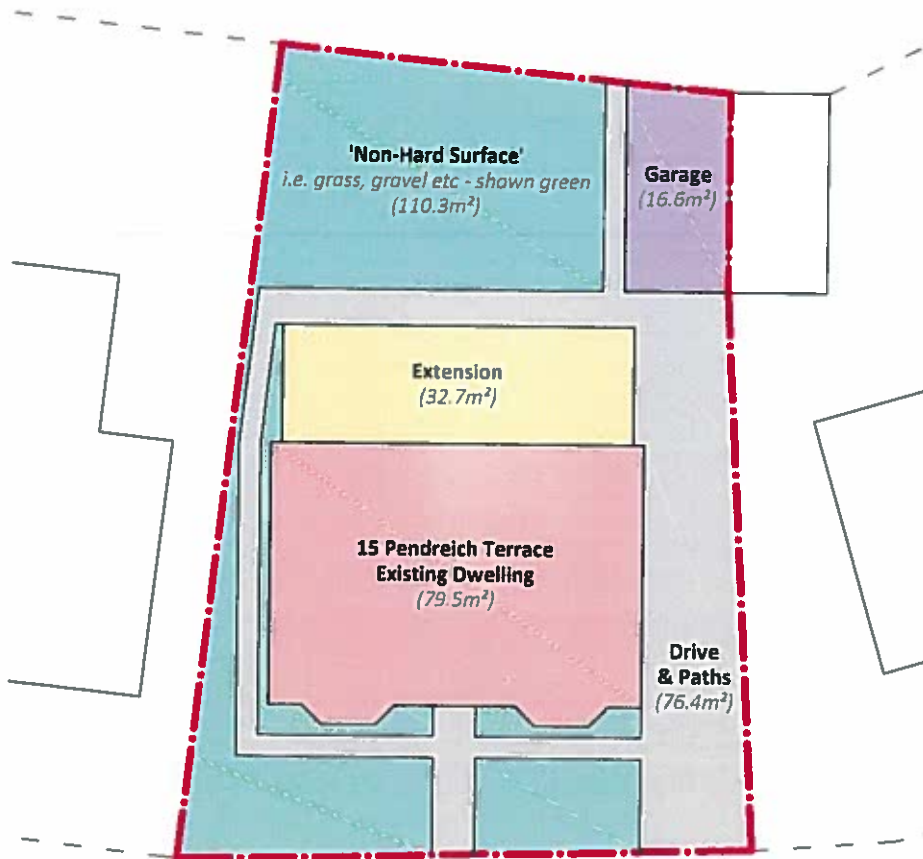 'Non-Hard Surface'
i.e. grass, gravel etc - shown green
(110.3m²)
Garage
(16.6m²)
Extension
(32.7m²)
15 Pendreich Terrace
Existing Dwelling
(79.5m²)
Drive
& Paths
(76.4m²)